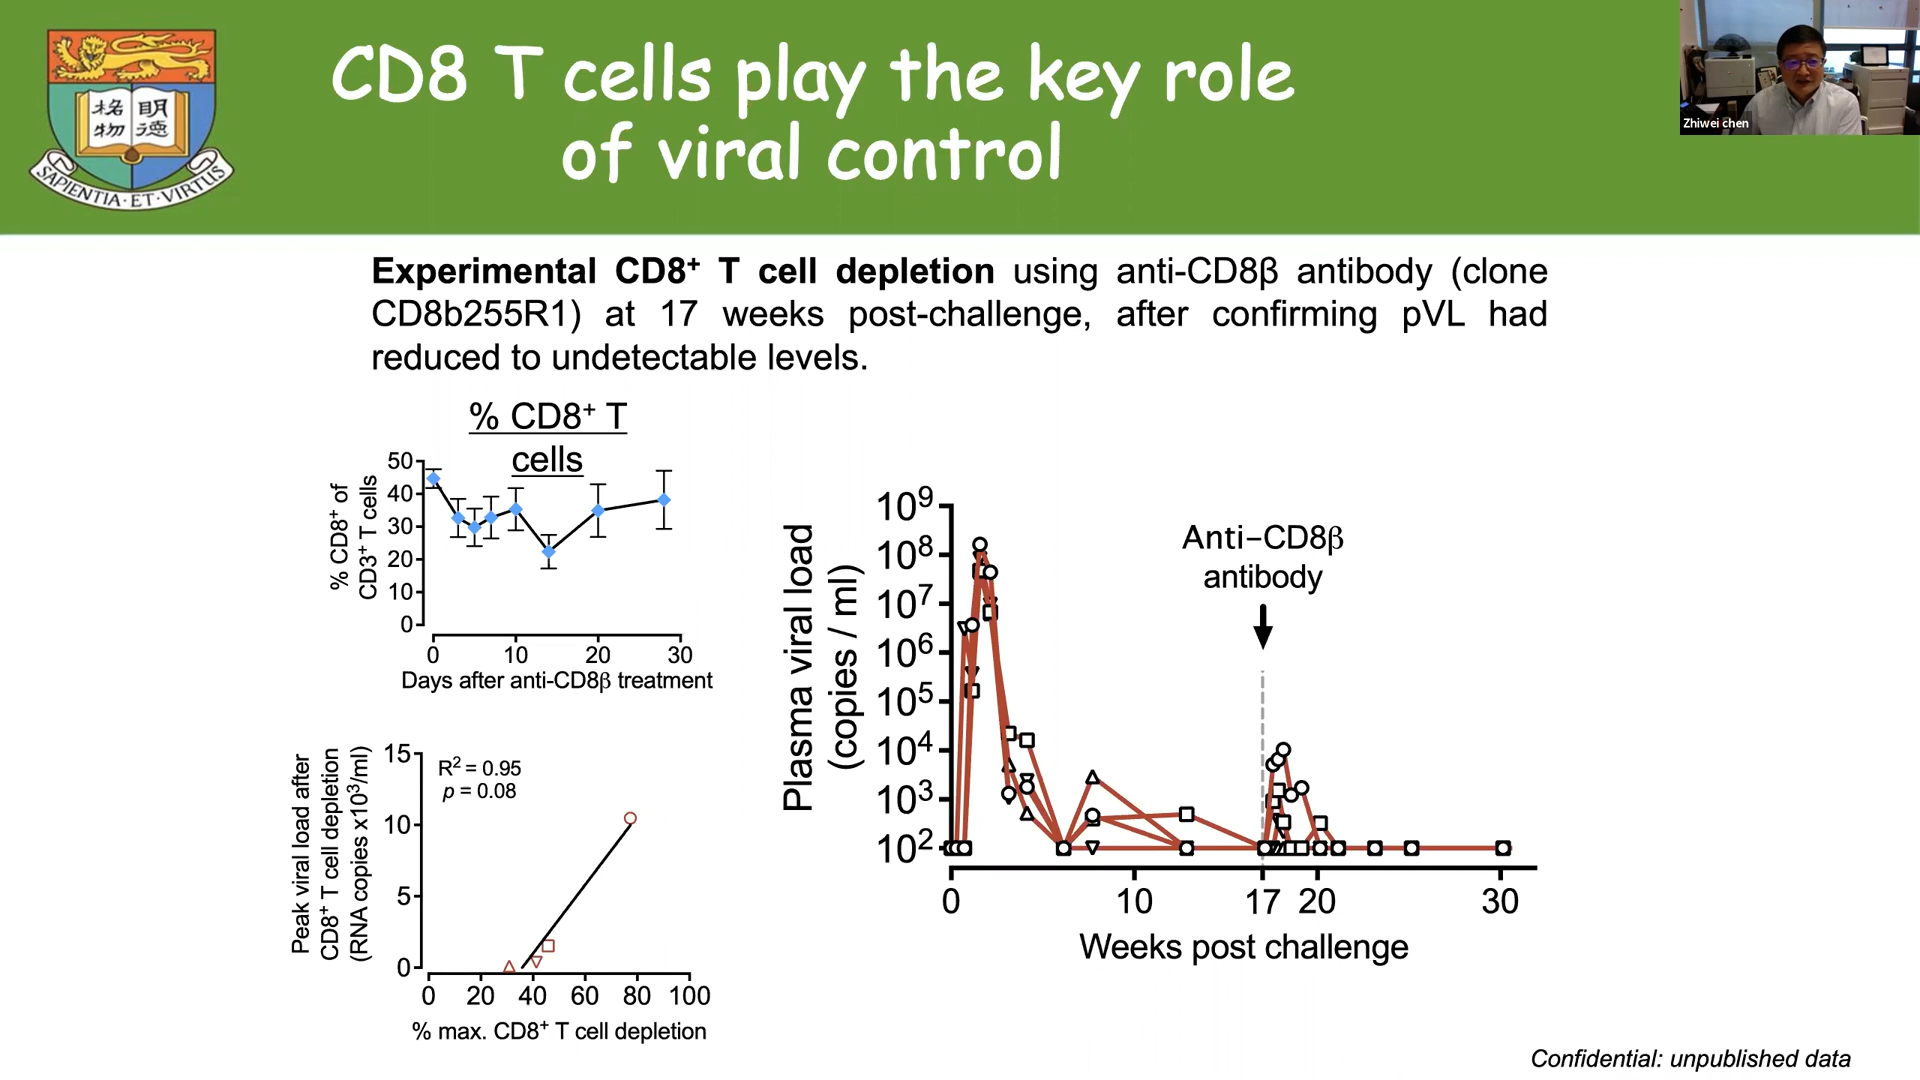 CD8 T cells play the key role
of viral control
格 明
物 德
SAPIENTIA·ET·VIRTUS
Zhiwei chen
Experimental CD8⁺ T cell depletion using anti-CD8β antibody (clone
CD8b255R1) at 17 weeks post-challenge, after confirming pVL had
reduced to undetectable levels.
% CD8⁺ T
cells
% CD8⁺ of
CD3⁺ T cells
50
40
30
20
10
0
0 10 20 30
Days after anti-CD8β treatment
Peak viral load after
CD8⁺ T cell depletion
(RNA copies x10³/ml)
15
10
5
0
R² = 0.95
p = 0.08
0 20 40 60 80 100
% max. CD8⁺ T cell depletion
Plasma viral load
(copies / ml)
10⁹
10⁸
10⁷
10⁶
10⁵
10⁴
10³
10²
Anti-CD8β
antibody
0 10 17 20 30
Weeks post challenge
Confidential: unpublished data